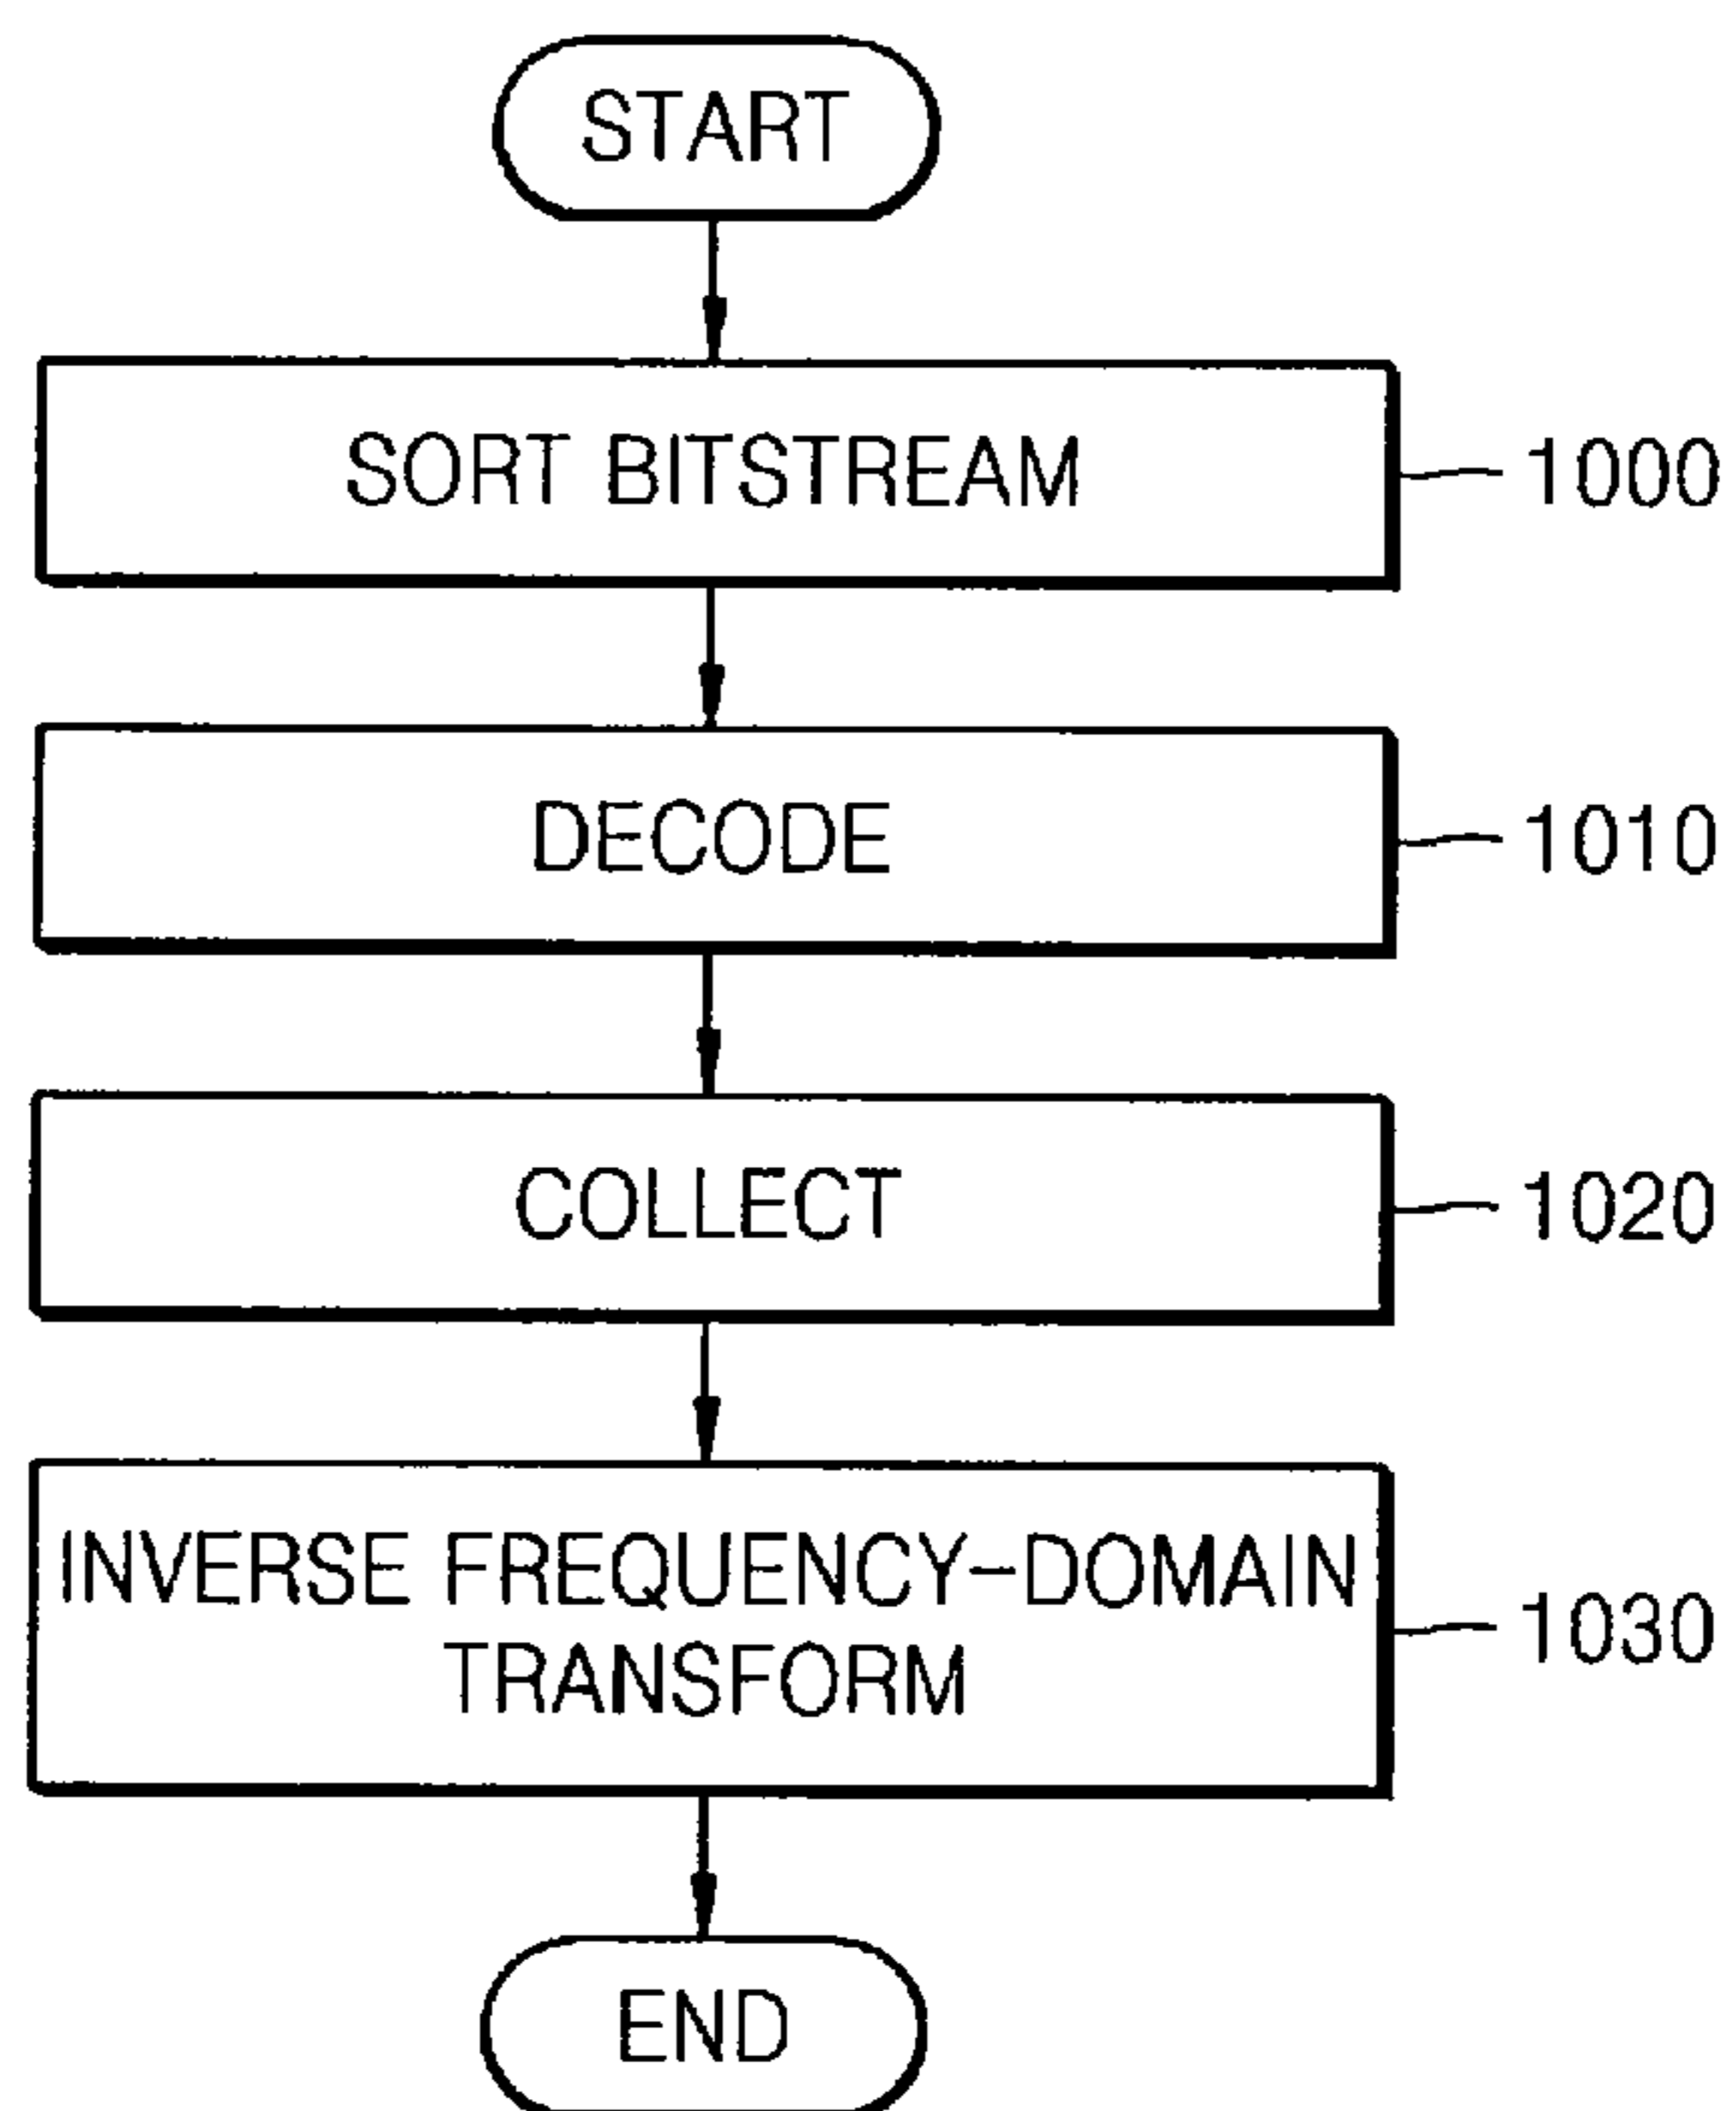 START
SORT BITSTREAM
1000
DECODE
1010
COLLECT
1020
INVERSE FREQUENCY-DOMAIN
TRANSFORM
1030
END